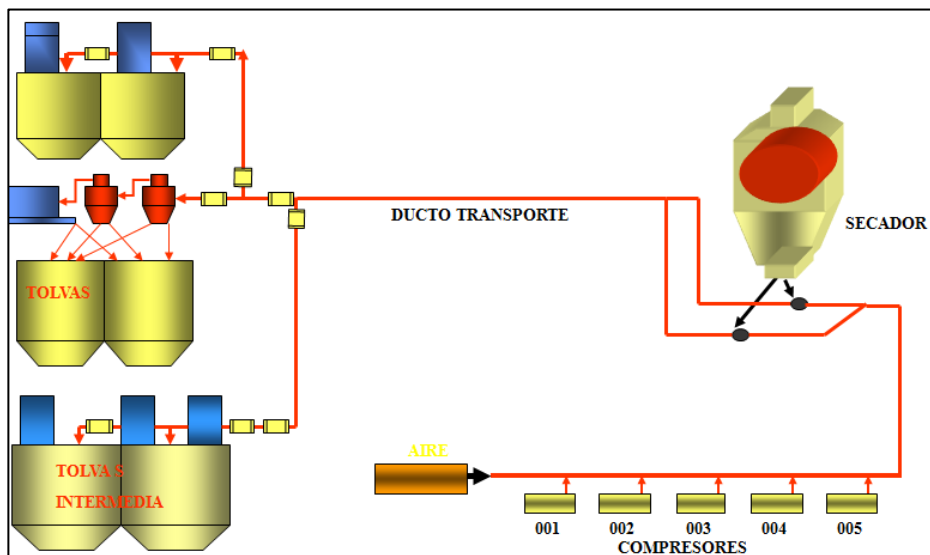 DUCTO TRANSPORTE
SECADOR
TOLVAS
TOLVA S
INTERMEDIA
AIRE
001 002 003 004 005
COMPRESORES